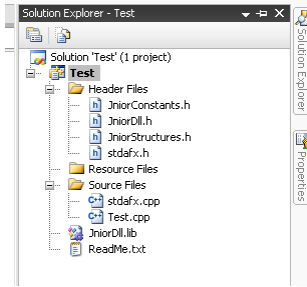 Solution Explorer - Test
Solution 'Test' (1 project)
Test
Header Files
JniorConstants.h
JniorDll.h
JniorStructures.h
stdafx.h
Resource Files
Source Files
stdafx.cpp
Test.cpp
JniorDll.lib
ReadMe.txt
Solution Explorer
Properties